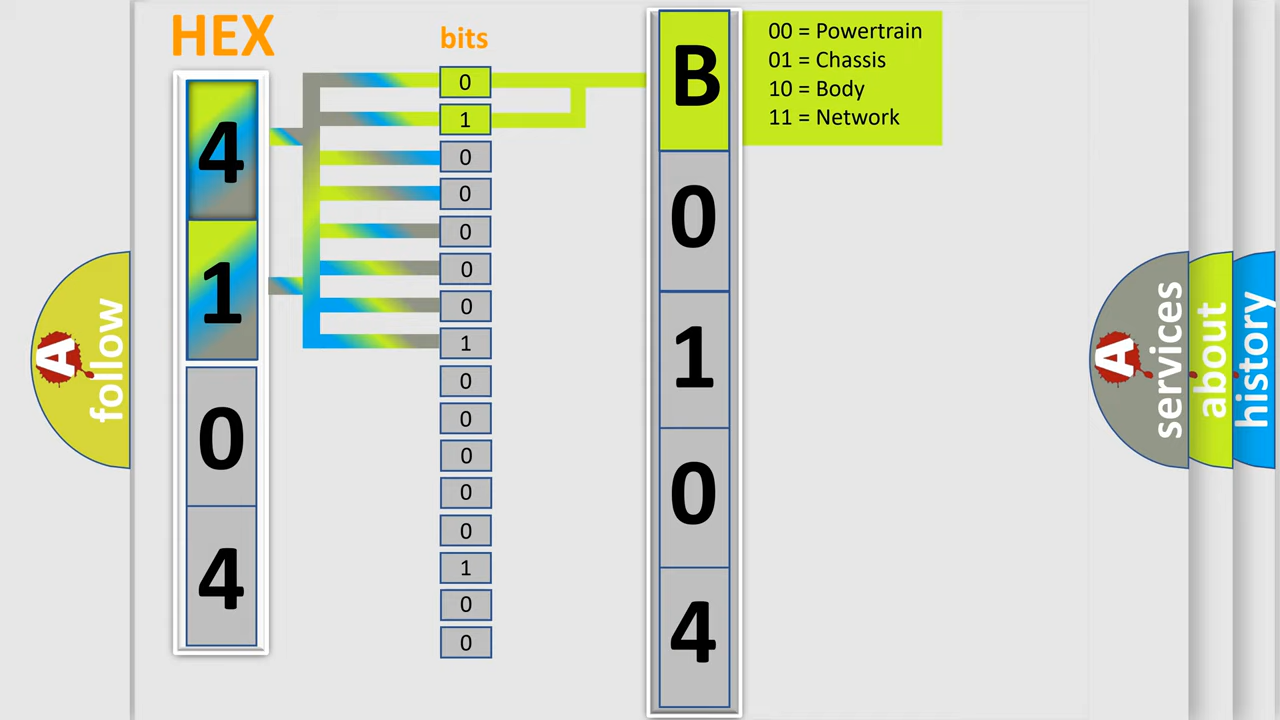 HEX
4
1
0
4
bits
0
1
0
0
0
0
0
1
0
0
0
0
0
1
0
0
B
0
1
0
4
00 = Powertrain
01 = Chassis
10 = Body
11 = Network
A
follow
A
services
about
history